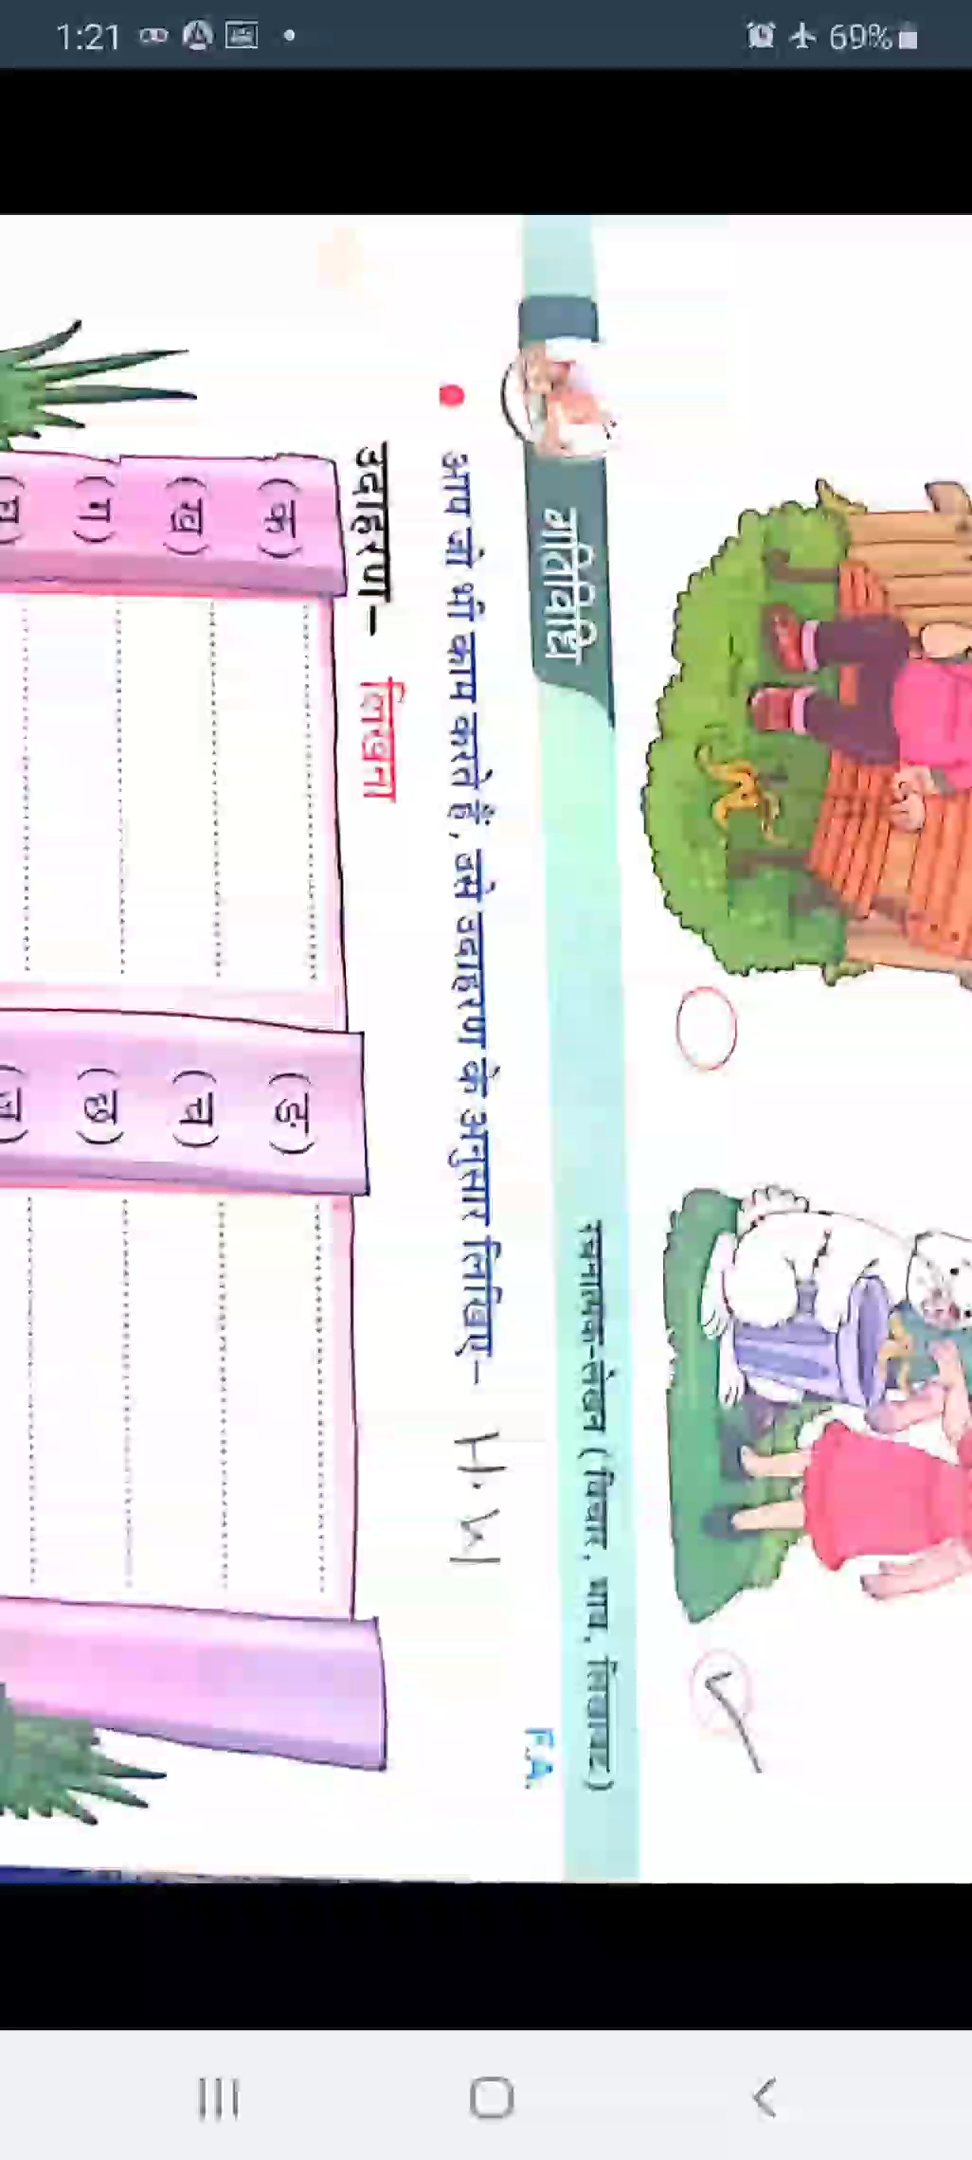 1:21
69%
रचनात्मक-लेखन (विचार, भाव, लिखावट)
गतिविधि
F.A.
आप जो भी काम करते हैं, उसे उदाहरण के अनुसार लिखिए– H.W
उदाहरण– लिखना
(क) (ङ)
(ख) (च)
(ग) (छ)
(घ) (ज)